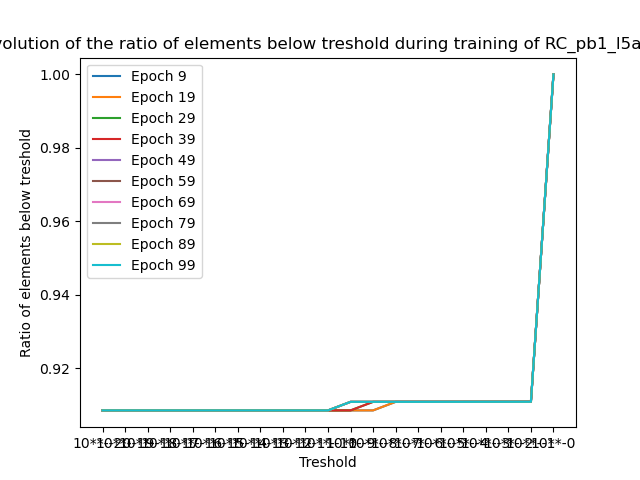 volution of the ratio of elements below treshold during training of RC_pb1_l5a
Ratio of elements below treshold
1.00
0.98
0.96
0.94
0.92
Epoch 9
Epoch 19
Epoch 29
Epoch 39
Epoch 49
Epoch 59
Epoch 69
Epoch 79
Epoch 89
Epoch 99
Treshold